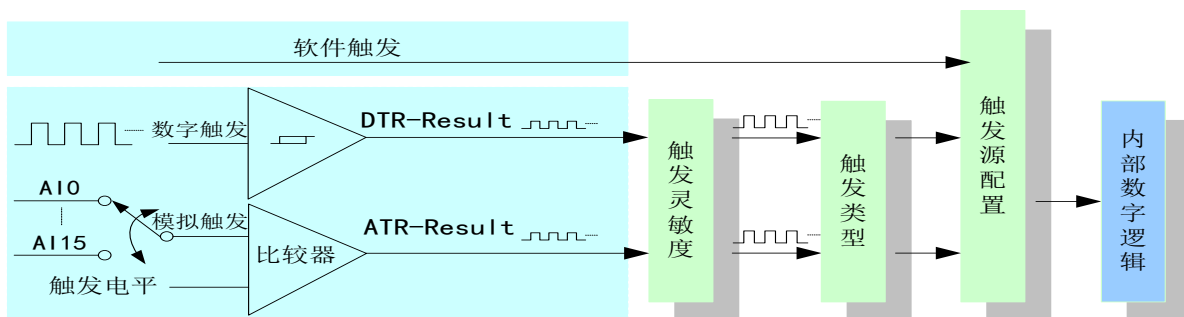 软件触发
数字触发
DTR-Result
AI0
AI15
模拟触发
触发电平
比较器
ATR-Result
触发灵敏度
触发类型
触发源配置
内部数字逻辑